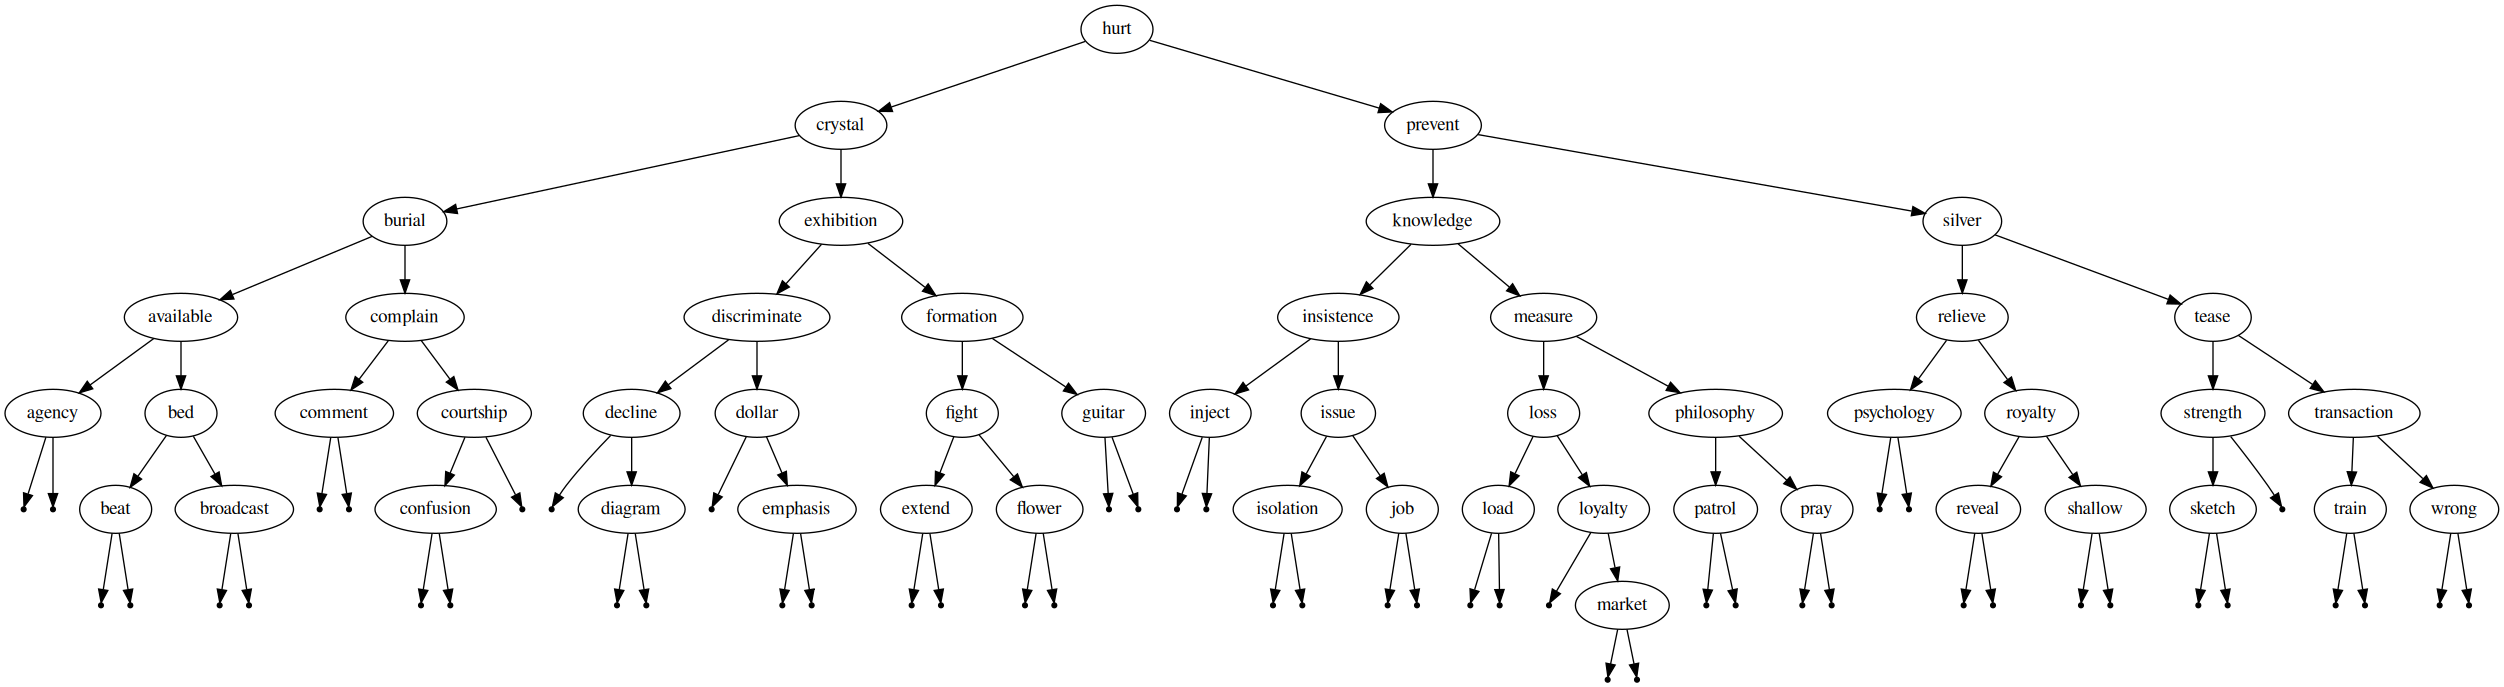 hurt
crystal prevent
burial exhibition knowledge silver
available complain discriminate formation insistence measure relieve tease
agency bed comment courtship decline dollar fight guitar inject issue loss philosophy psychology royalty strength transaction
beat broadcast confusion diagram emphasis extend flower isolation job load loyalty patrol pray reveal shallow sketch train wrong
market